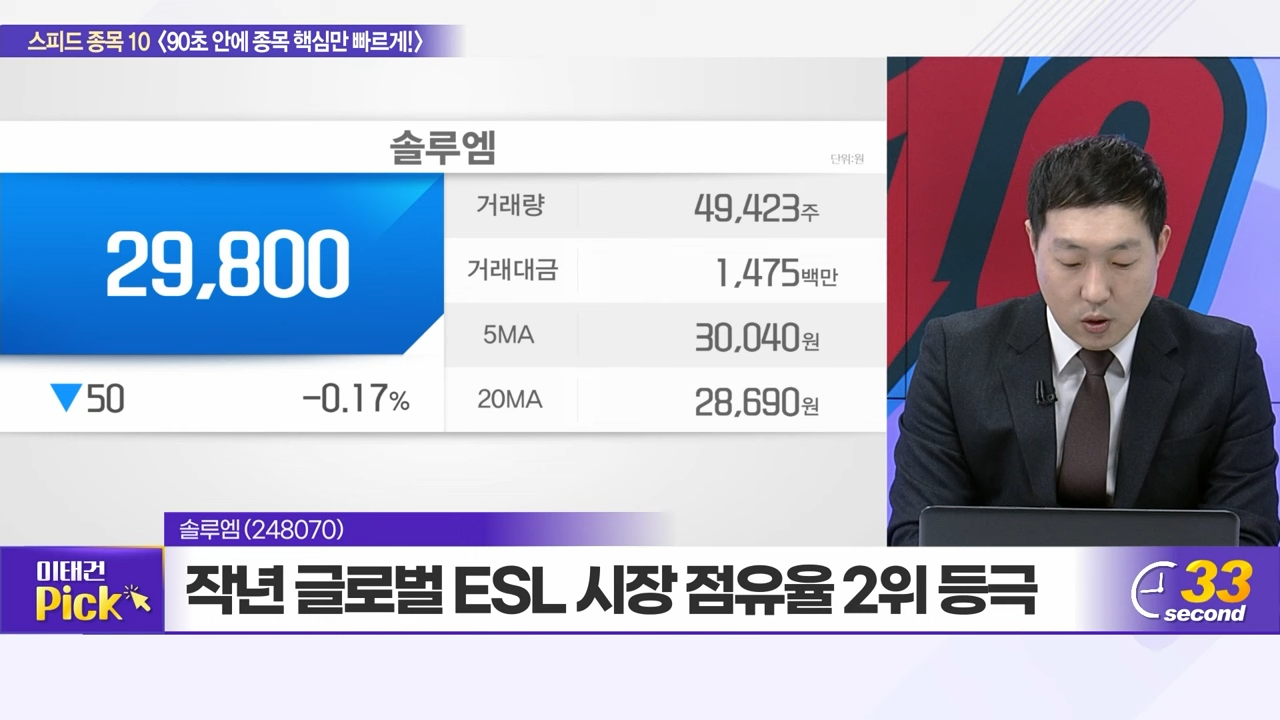 스피드 종목 10 <90초 안에 종목 핵심만 빠르게!>
솔루엠
단위:원
29,800
▼50 -0.17%
거래량 49,423주
거래대금 1,475백만
5MA 30,040원
20MA 28,690원
솔루엠(248070)
이태건
Pick
작년 글로벌 ESL 시장 점유율 2위 등극
33
second
10